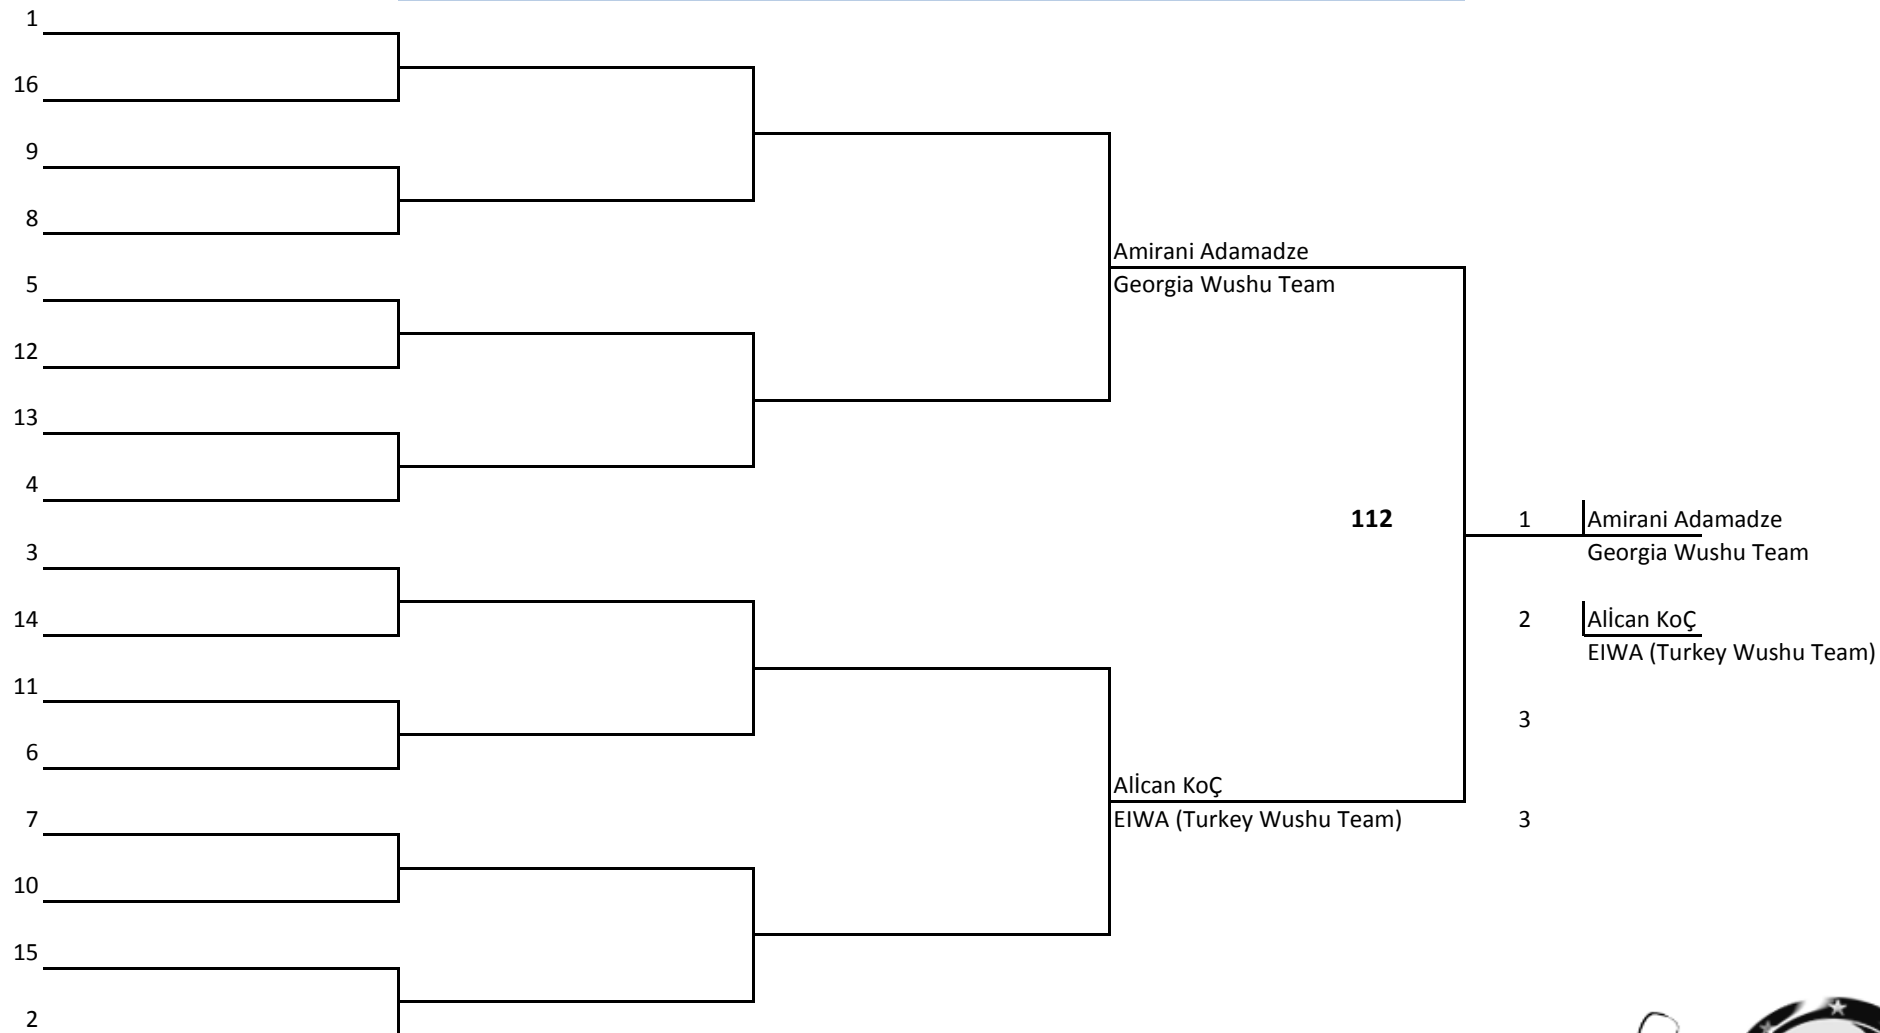 1
16
9
8
Amirani Adamadze
5
Georgia Wushu Team
12
13
4
112
1
Amirani Adamadze
3
Georgia Wushu Team
14
2
Alİcan KoÇ
EIWA (Turkey Wushu Team)
11
3
6
Alİcan KoÇ
7
EIWA (Turkey Wushu Team)
3
10
15
2